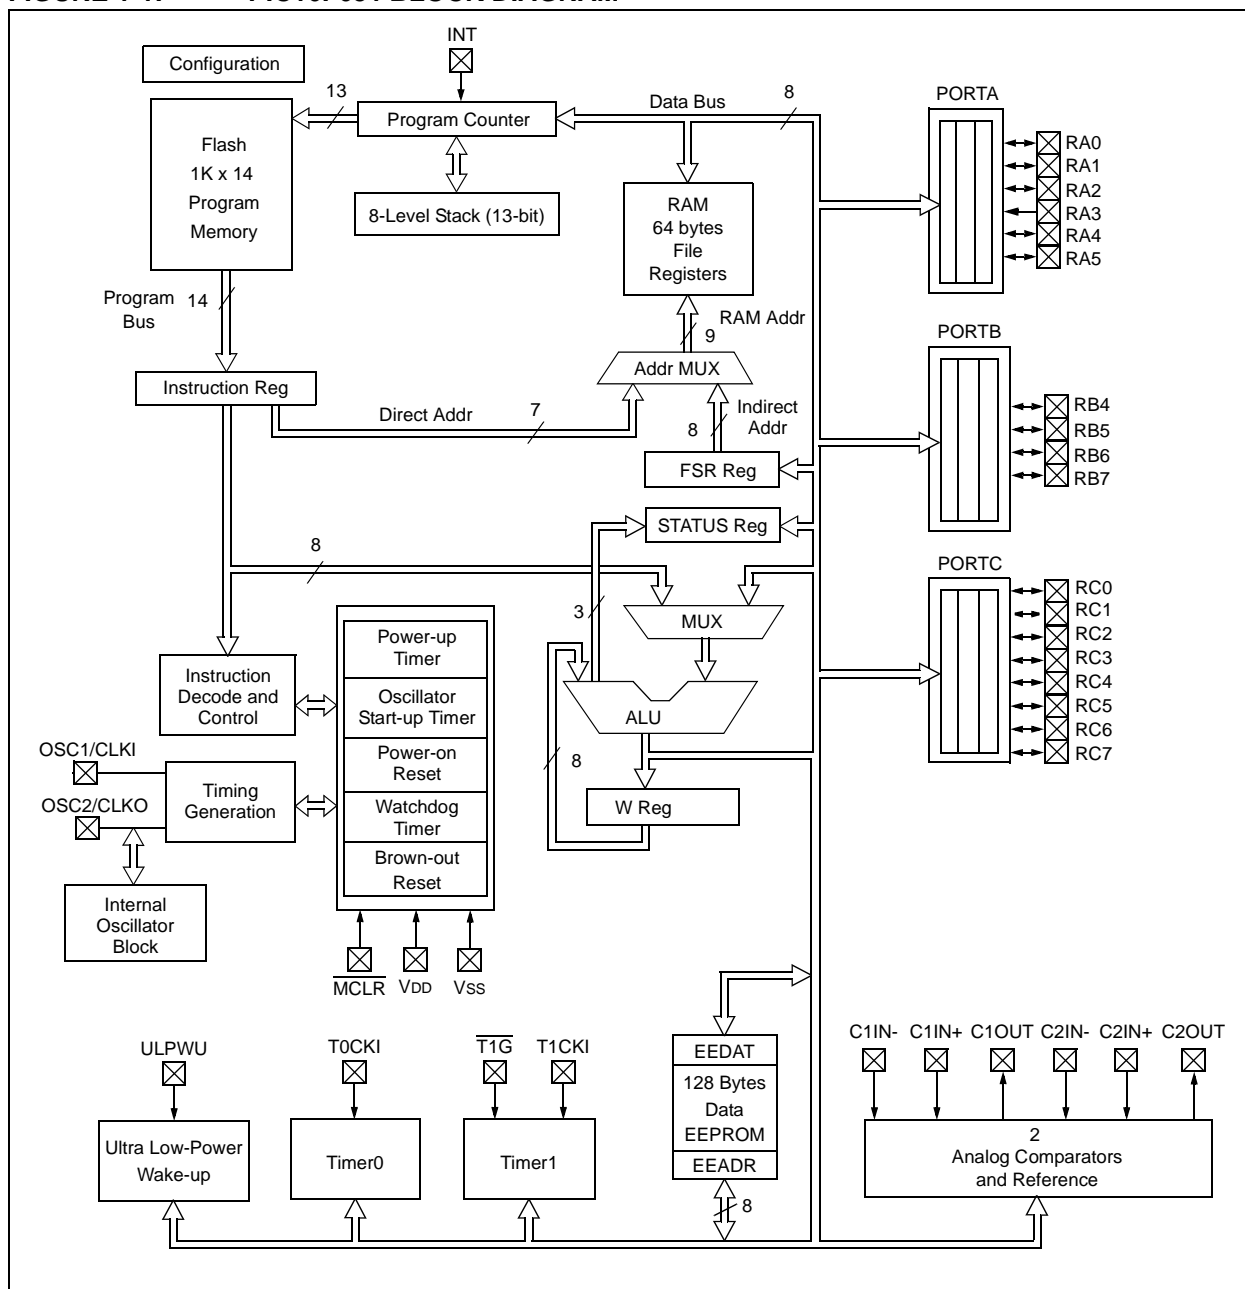 INT
Configuration
13
Data Bus
8
PORTA
Program Counter
Flash
1K x 14
Program
Memory
8-Level Stack (13-bit)
RAM
64 bytes
File
Registers
RA0
RA1
RA2
RA3
RA4
RA5
Program
Bus
14
RAM Addr
9
PORTB
Addr MUX
Instruction Reg
Direct Addr
7
Indirect
Addr
8
FSR Reg
RB4
RB5
RB6
RB7
STATUS Reg
8
PORTC
3
MUX
RC0
RC1
RC2
RC3
RC4
RC5
RC6
RC7
Power-up
Timer
Instruction
Decode and
Control
Oscillator
Start-up Timer
ALU
OSC1/CLKI
Power-on
Reset
8
Timing
Generation
OSC2/CLKO
Watchdog
Timer
W Reg
Brown-out
Reset
Internal
Oscillator
Block
MCLR
VDD
VSS
ULPWU
T0CKI
T1G
T1CKI
EEDAT
128 Bytes
Data
EEPROM
EEADR
8
C1IN-
C1IN+
C1OUT
C2IN-
C2IN+
C2OUT
Ultra Low-Power
Wake-up
Timer0
Timer1
2
Analog Comparators
and Reference